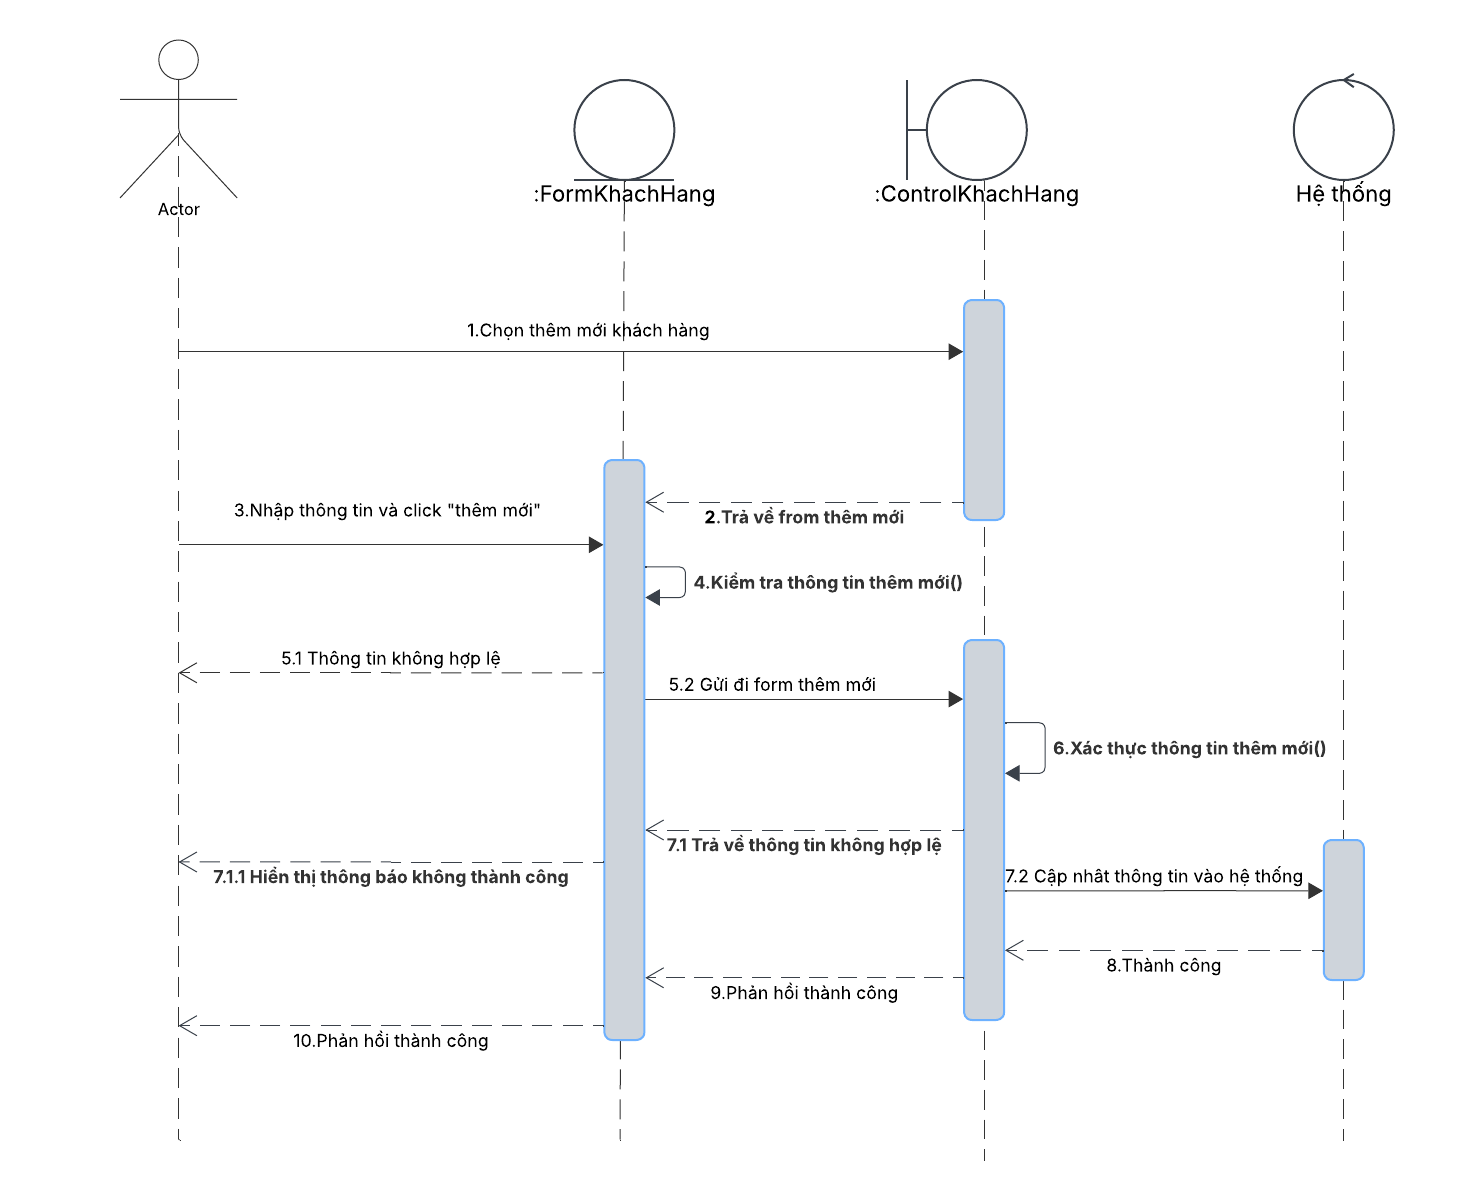 Actor
:FormKhachHang
:ControlKhachHang
Hệ thống
1.Chọn thêm mới khách hàng
2.Trả về from thêm mới
3.Nhập thông tin và click "thêm mới"
4.Kiểm tra thông tin thêm mới()
5.1 Thông tin không hợp lệ
5.2 Gửi đi form thêm mới
6.Xác thực thông tin thêm mới()
7.1 Trả về thông tin không hợp lệ
7.1.1 Hiển thị thông báo không thành công
7.2 Cập nhât thông tin vào hệ thống
8.Thành công
9.Phản hồi thành công
10.Phản hồi thành công